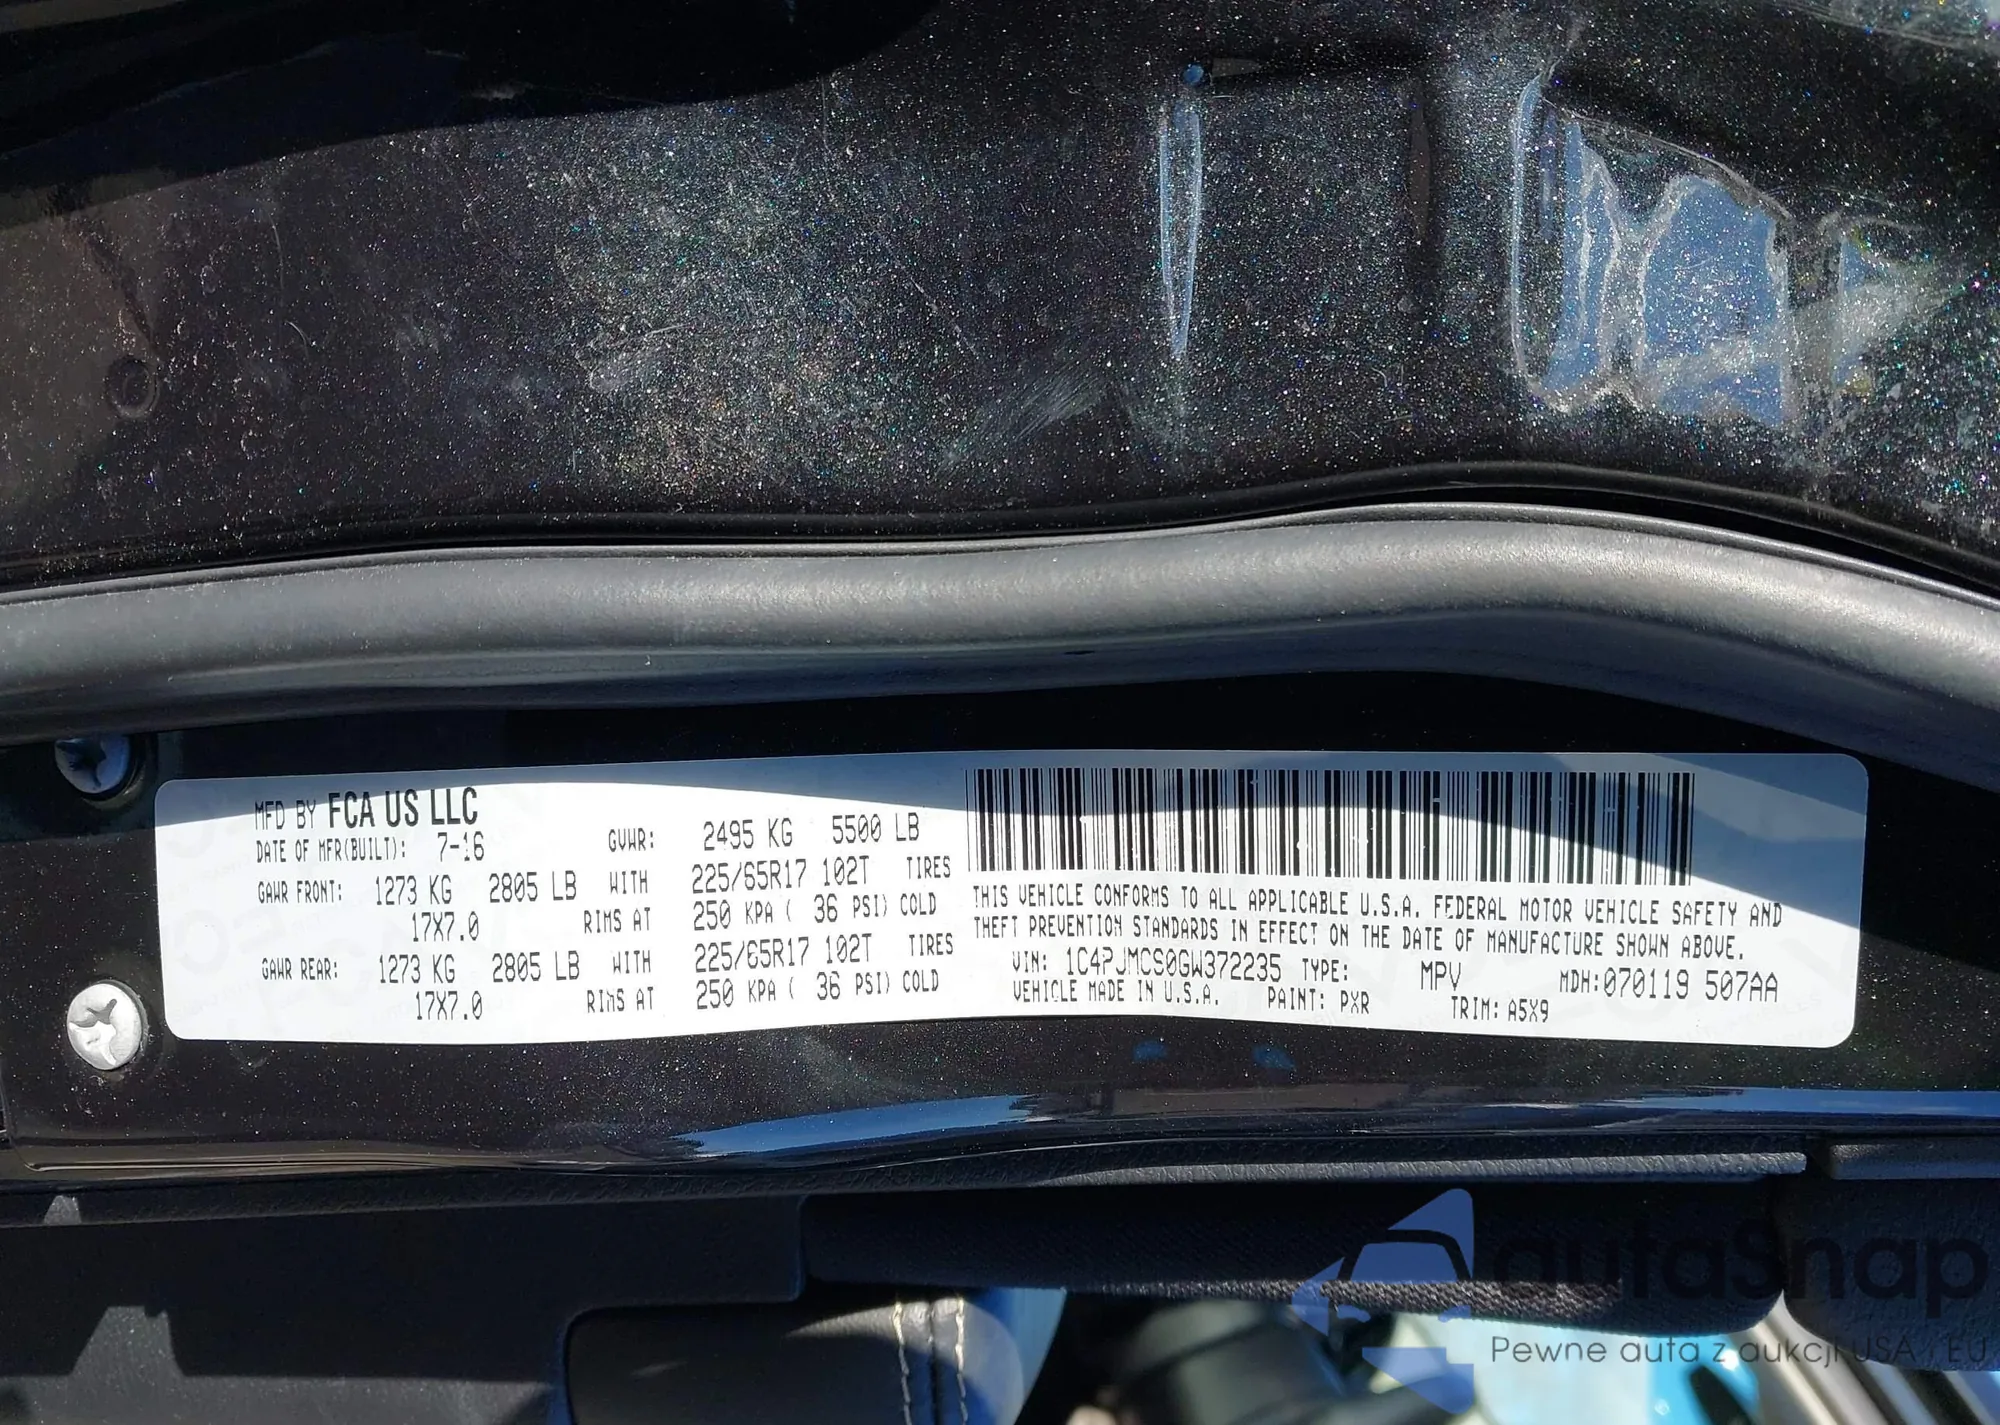 MFD BY FCA US LLC
DATE OF MFR(BUILT): 7-16 GVWR: 2495 KG 5500 LB
GAWR FRONT: 1273 KG 2805 LB WITH 225/65R17 102T TIRES
17X7.0 RIMS AT 250 KPA ( 36 PSI) COLD
GAWR REAR: 1273 KG 2805 LB WITH 225/65R17 102T TIRES
17X7.0 RIMS AT 250 KPA ( 36 PSI) COLD
THIS VEHICLE CONFORMS TO ALL APPLICABLE U.S.A. FEDERAL MOTOR VEHICLE SAFETY AND
THEFT PREVENTION STANDARDS IN EFFECT ON THE DATE OF MANUFACTURE SHOWN ABOVE.
VIN: 1C4PJMCS0GW372235 TYPE: MPV MDH:070119 507AA
VEHICLE MADE IN U.S.A. PAINT: PXR TRIM: A5X9
autoSnap
Pewne auta z aukcji USA i EU